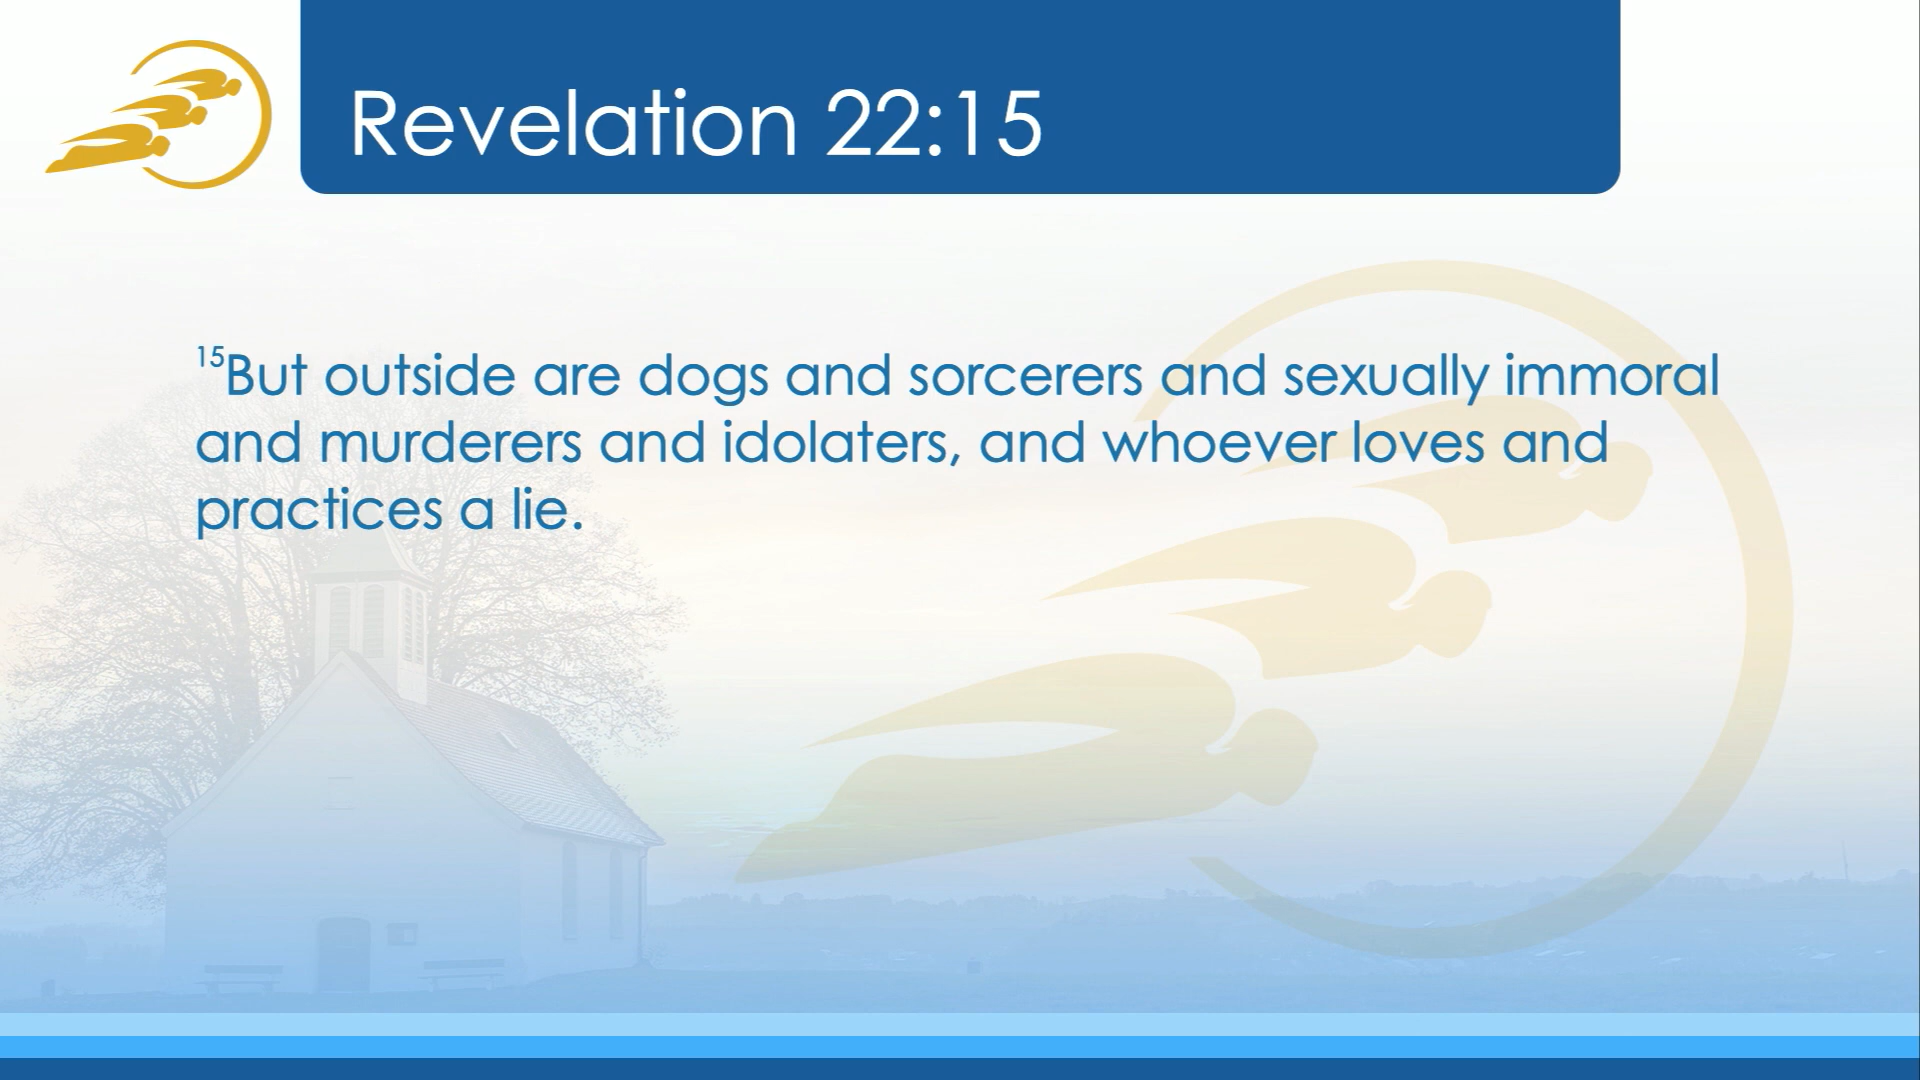 Revelation 22:15
15But outside are dogs and sorcerers and sexually immoral
and murderers and idolaters, and whoever loves and
practices a lie.